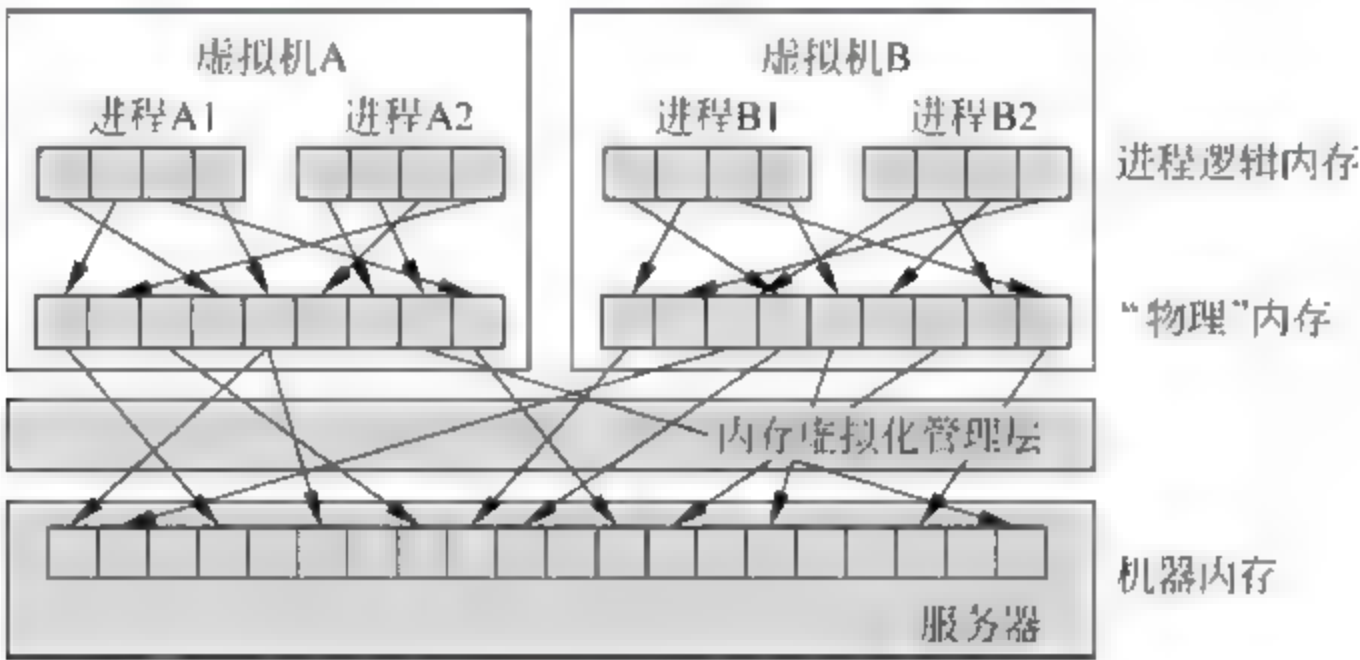 虚拟机A
虚拟机B
进程A1
进程A2
进程B1
进程B2
进程逻辑内存
“物理”内存
内存虚拟化管理层
机器内存
服务器